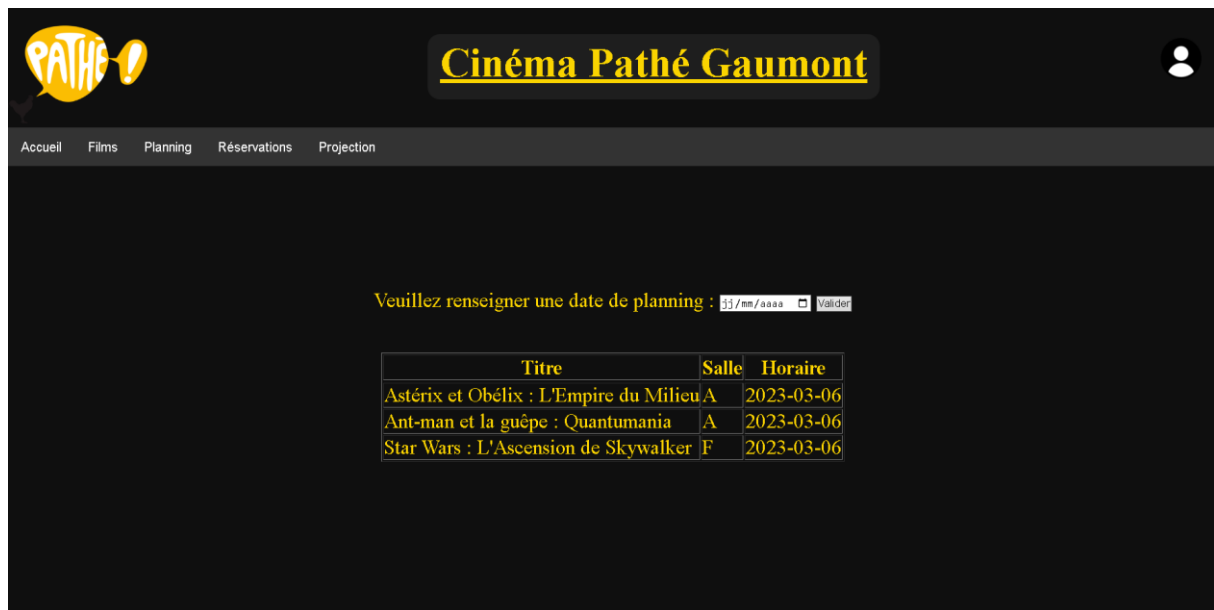 PATHĒ!
Cinéma Pathé Gaumont
Accueil Films Planning Réservations Projection
Veuillez renseigner une date de planning : jj/mm/aaaa Valider
Titre Salle Horaire
Astérix et Obélix : L'Empire du Milieu A 2023-03-06
Ant-man et la guêpe : Quantumania A 2023-03-06
Star Wars : L'Ascension de Skywalker F 2023-03-06